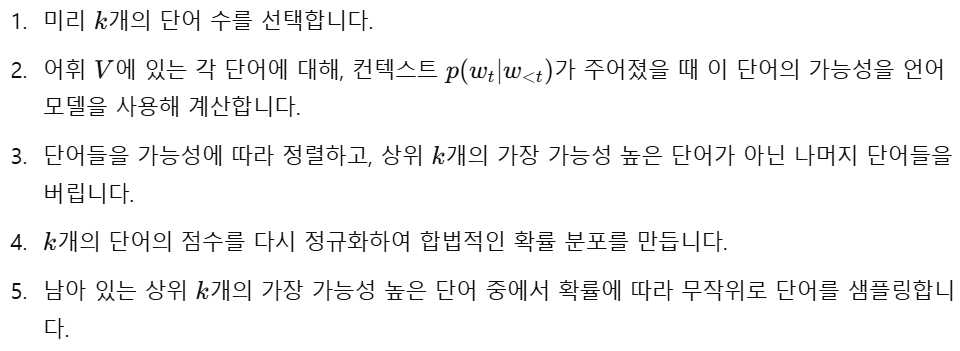 1. 미리 k개의 단어 수를 선택합니다.
2. 어휘 V에 있는 각 단어에 대해, 컨텍스트 p(w_t|w_{<t})가 주어졌을 때 이 단어의 가능성을 언어
모델을 사용해 계산합니다.
3. 단어들을 가능성에 따라 정렬하고, 상위 k개의 가장 가능성 높은 단어가 아닌 나머지 단어들을
버립니다.
4. k개의 단어의 점수를 다시 정규화하여 합법적인 확률 분포를 만듭니다.
5. 남아 있는 상위 k개의 가장 가능성 높은 단어 중에서 확률에 따라 무작위로 단어를 샘플링합니
다.